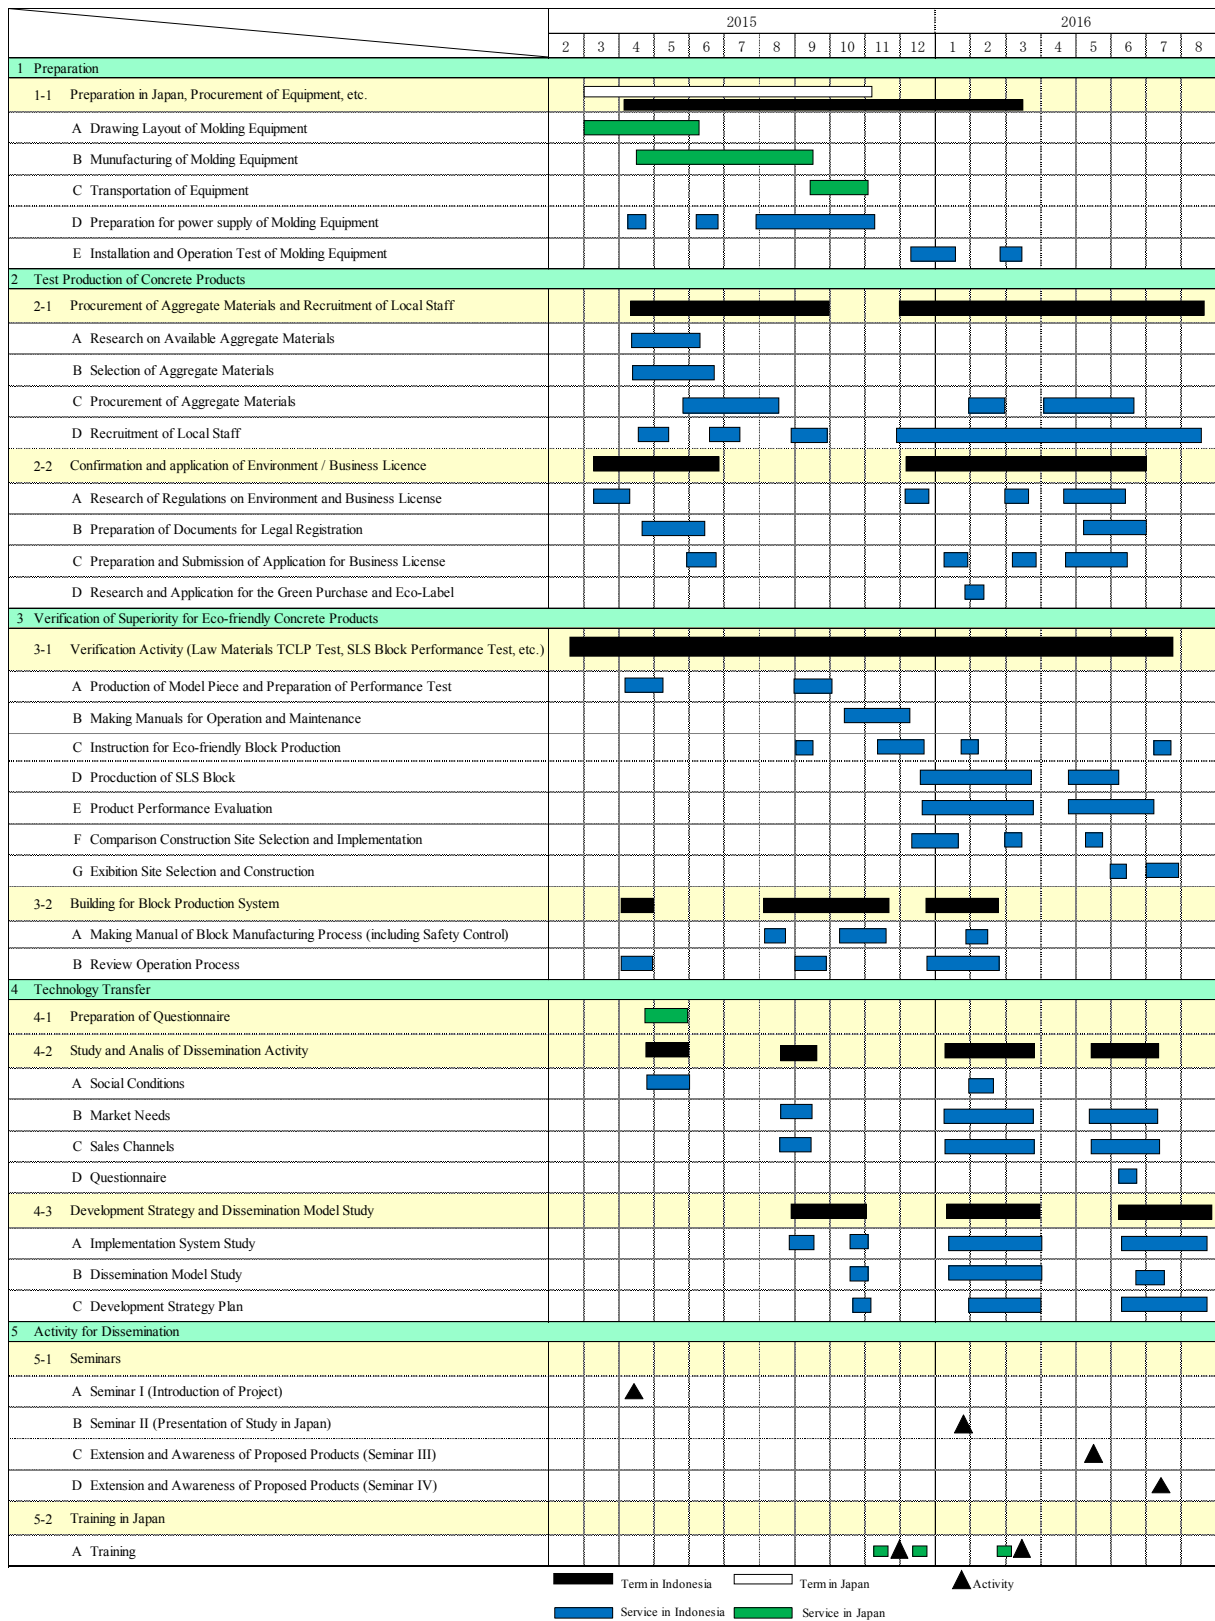 2015 2016
2 3 4 5 6 7 8 9 10 11 12 1 2 3 4 5 6 7 8
1 Preparation
1-1 Preparation in Japan, Procurement of Equipment, etc.
A Drawing Layout of Molding Equipment
B Munufacturing of Molding Equipment
C Transportation of Equipment
D Preparation for power supply of Molding Equipment
E Installation and Operation Test of Molding Equipment
2 Test Production of Concrete Products
2-1 Procurement of Aggregate Materials and Recruitment of Local Staff
A Research on Available Aggregate Materials
B Selection of Aggregate Materials
C Procurement of Aggregate Materials
D Recruitment of Local Staff
2-2 Confirmation and application of Environment / Business Licence
A Research of Regulations on Environment and Business License
B Preparation of Documents for Legal Registration
C Preparation and Submission of Application for Business License
D Research and Application for the Green Purchase and Eco-Label
3 Verification of Superiority for Eco-friendly Concrete Products
3-1 Verification Activity (Law Materials TCLP Test, SLS Block Performance Test, etc.)
A Production of Model Piece and Preparation of Performance Test
B Making Manuals for Operation and Maintenance
C Instruction for Eco-friendly Block Production
D Procduction of SLS Block
E Product Performance Evaluation
F Comparison Construction Site Selection and Implementation
G Exibition Site Selection and Construction
3-2 Building for Block Production System
A Making Manual of Block Manufacturing Process (including Safety Control)
B Review Operation Process
4 Technology Transfer
4-1 Preparation of Questionnaire
4-2 Study and Analis of Dissemination Activity
A Social Conditions
B Market Needs
C Sales Channels
D Questionnaire
4-3 Development Strategy and Dissemination Model Study
A Implementation System Study
B Dissemination Model Study
C Development Strategy Plan
5 Activity for Dissemination
5-1 Seminars
A Seminar I (Introduction of Project)
B Seminar II (Presentation of Study in Japan)
C Extension and Awareness of Proposed Products (Seminar III)
D Extension and Awareness of Proposed Products (Seminar IV)
5-2 Training in Japan
A Training
Term in Indonesia Term in Japan Activity
Service in Indonesia Service in Japan